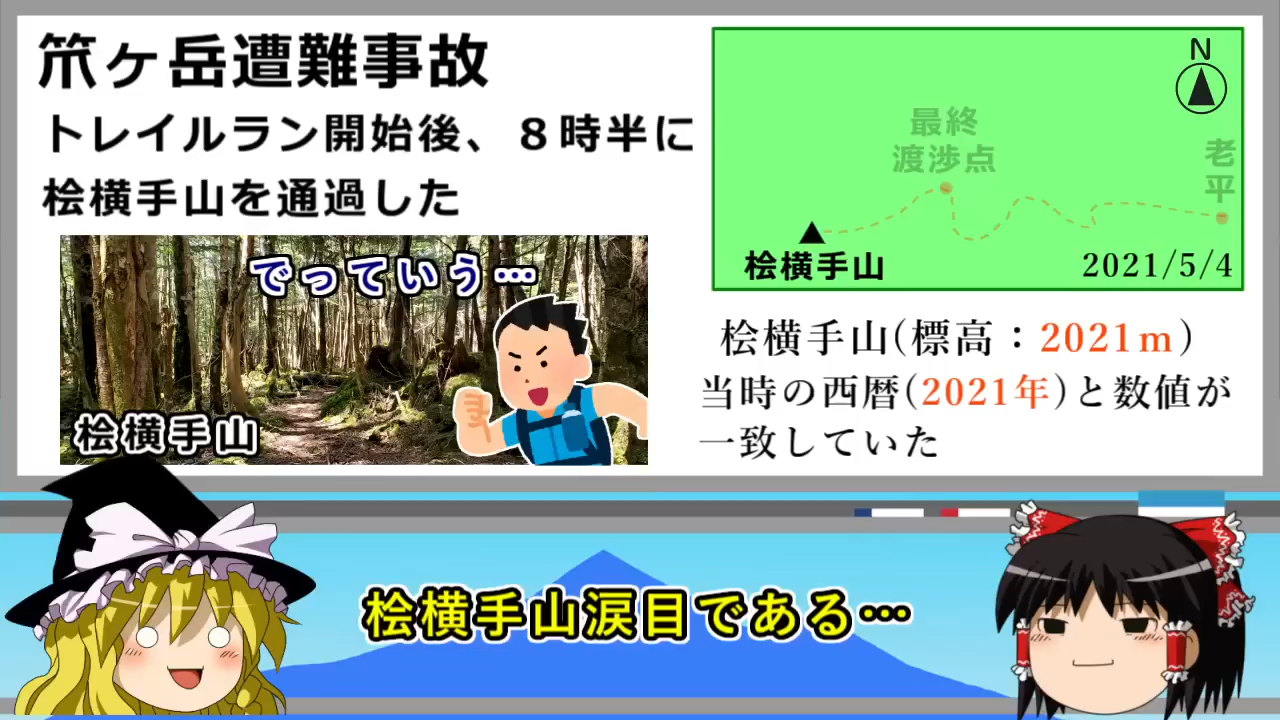 笊ヶ岳遭難事故
トレイルラン開始後、８時半に
桧横手山を通過した
でっていう…
桧横手山
N
最終
渡渉点
老平
桧横手山
2021/5/4
桧横手山(標高：2021ｍ)
当時の西暦(2021年)と数値が
一致していた
桧横手山涙目である…